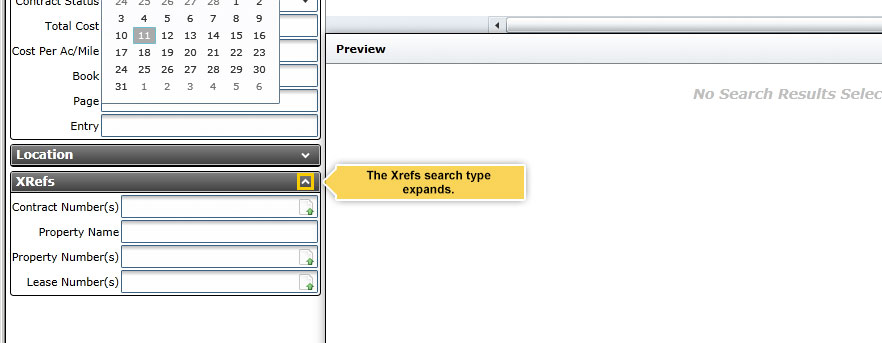 Contract Status
24 25 26 27 28 1 2
3 4 5 6 7 8 9
Total Cost
10 11 12 13 14 15 16
Cost Per Ac/Mile
17 18 19 20 21 22 23
24 25 26 27 28 29 30
Book
31 1 2 3 4 5 6
Page
Entry
Location
XRefs
Contract Number(s)
Property Name
Property Number(s)
Lease Number(s)
The Xrefs search type
expands.
Preview
No Search Results Selec